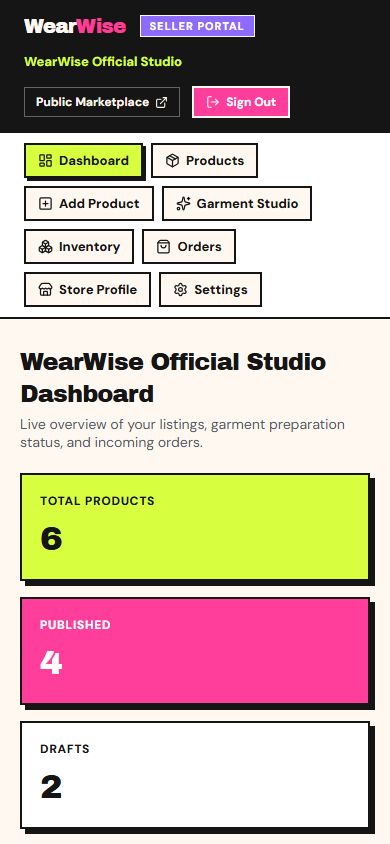 WearWise SELLER PORTAL
WearWise Official Studio
Public Marketplace Sign Out
Dashboard Products
Add Product Garment Studio
Inventory Orders
Store Profile Settings
WearWise Official Studio
Dashboard
Live overview of your listings, garment preparation
status, and incoming orders.
TOTAL PRODUCTS
6
PUBLISHED
4
DRAFTS
2